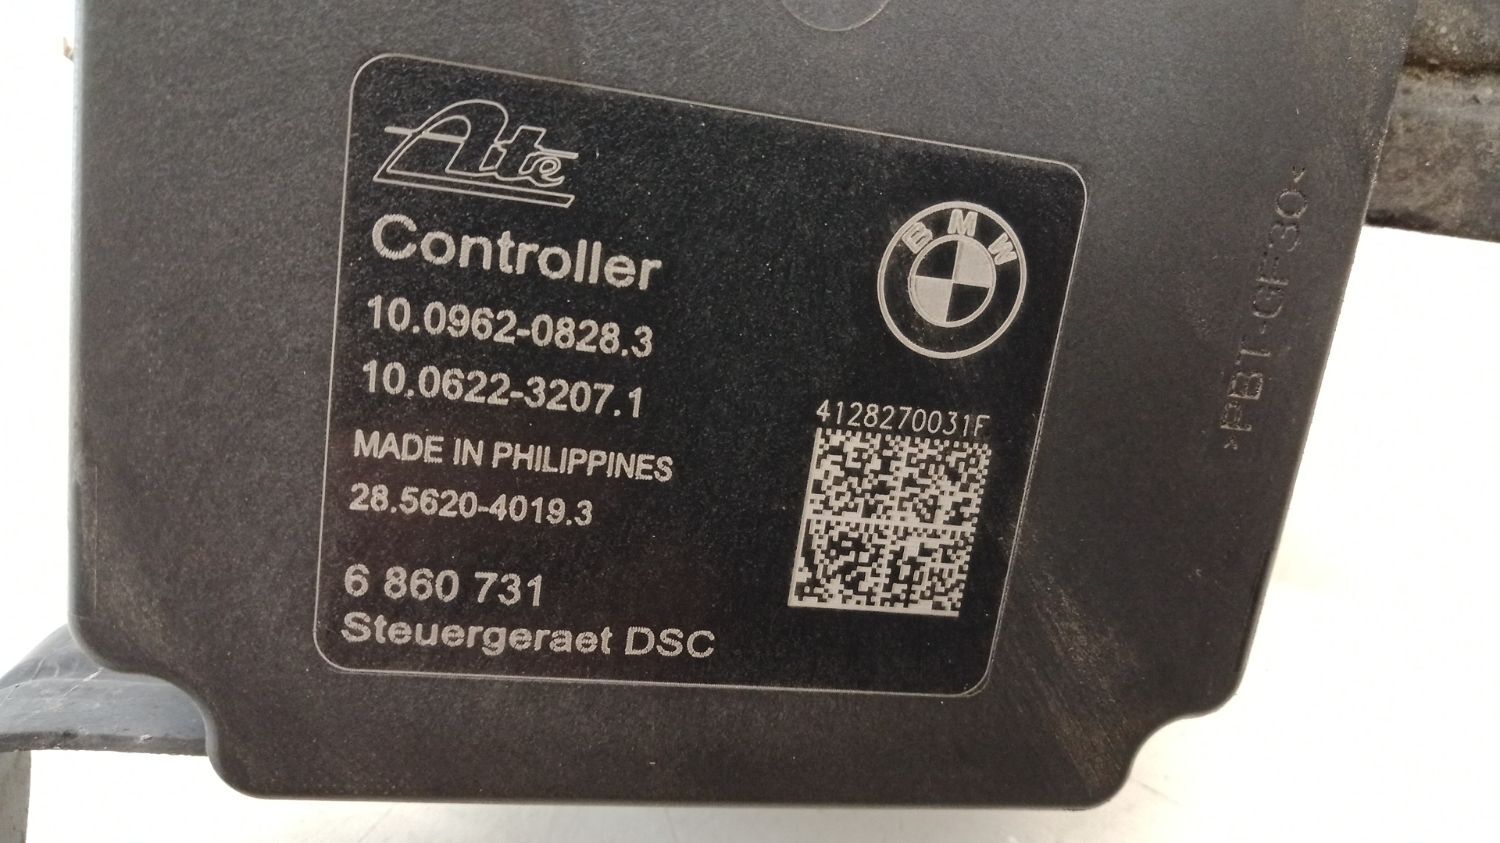 Ate
Controller
10.0962-0828.3
10.0622-3207.1
MADE IN PHILIPPINES
28.5620-4019.3
6 860 731
Steuergeraet DSC
BMW
4128270031F
>PBT-GF30<